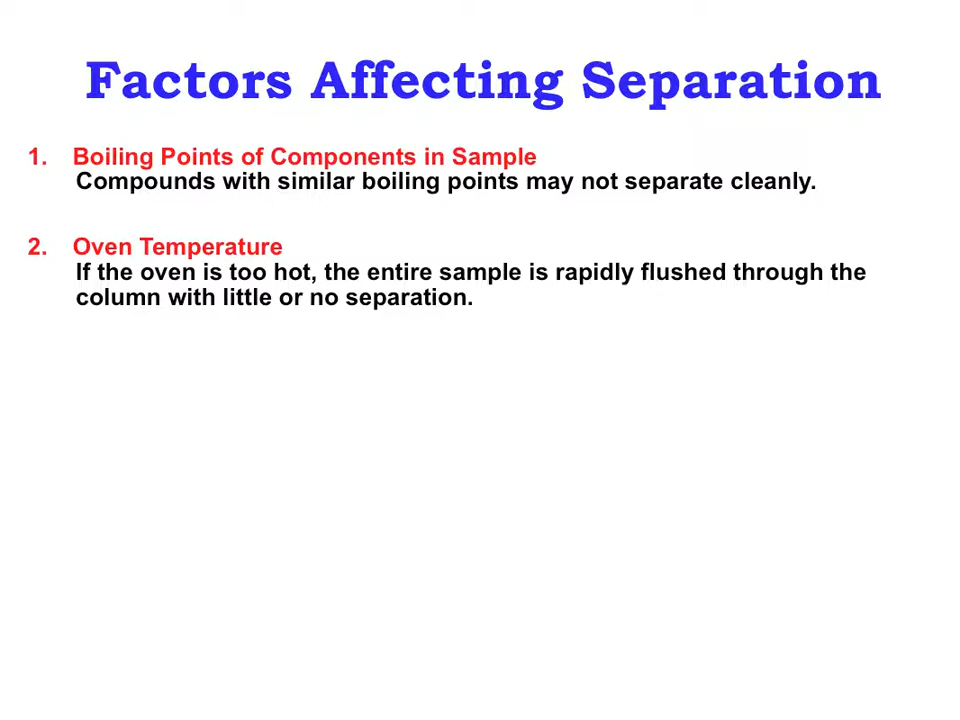 Factors Affecting Separation
1. Boiling Points of Components in Sample
Compounds with similar boiling points may not separate cleanly.
2. Oven Temperature
If the oven is too hot, the entire sample is rapidly flushed through the
column with little or no separation.